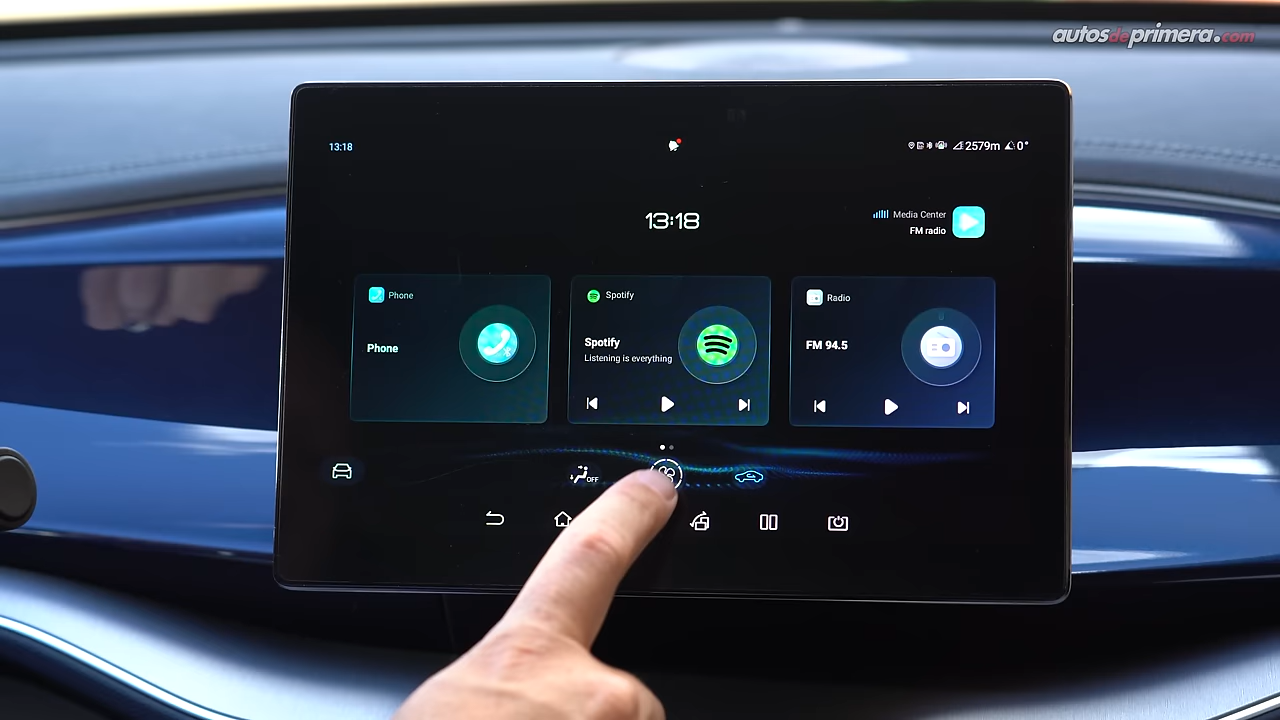 autosdeprimera.com
13:18
2579m
0°
13:18
Media Center
FM radio
Phone
Phone
Spotify
Spotify
Listening is everything
Radio
FM 94.5
OFF